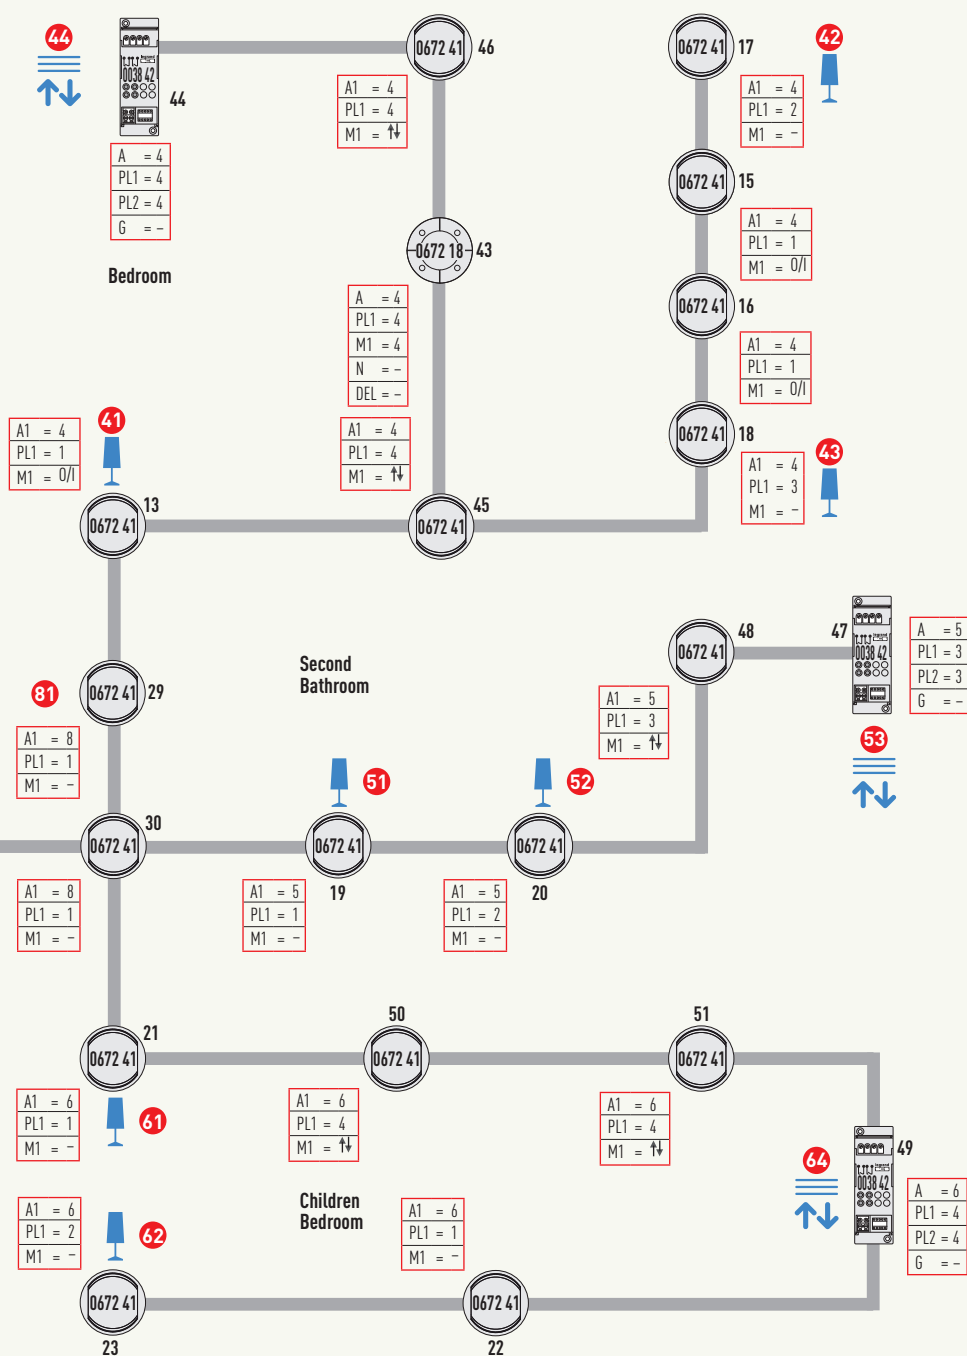 44
0038 42
44
A = 4
PL1 = 4
PL2 = 4
G = –
Bedroom
0672 41
46
A1 = 4
PL1 = 4
M1 = ↑↓
0672 18
43
A = 4
PL1 = 4
M1 = 4
N = –
DEL = –
A1 = 4
PL1 = 4
M1 = ↑↓
0672 41
45
0672 41
17
42
A1 = 4
PL1 = 2
M1 = –
0672 41
15
A1 = 4
PL1 = 1
M1 = 0/I
0672 41
16
A1 = 4
PL1 = 1
M1 = 0/I
0672 41
18
43
A1 = 4
PL1 = 3
M1 = –
41
A1 = 4
PL1 = 1
M1 = 0/I
0672 41
13
81
0672 41
29
A1 = 8
PL1 = 1
M1 = –
Second
Bathroom
0672 41
48
A1 = 5
PL1 = 3
M1 = ↑↓
47
0038 42
A = 5
PL1 = 3
PL2 = 3
G = –
53
30
0672 41
A1 = 8
PL1 = 1
M1 = –
51
0672 41
19
A1 = 5
PL1 = 1
M1 = –
52
0672 41
20
A1 = 5
PL1 = 2
M1 = –
21
0672 41
A1 = 6
PL1 = 1
M1 = –
61
50
0672 41
A1 = 6
PL1 = 4
M1 = ↑↓
51
0672 41
A1 = 6
PL1 = 4
M1 = ↑↓
64
49
0038 42
A = 6
PL1 = 4
PL2 = 4
G = –
Children
Bedroom
A1 = 6
PL1 = 2
M1 = –
62
0672 41
23
A1 = 6
PL1 = 1
M1 = –
0672 41
22